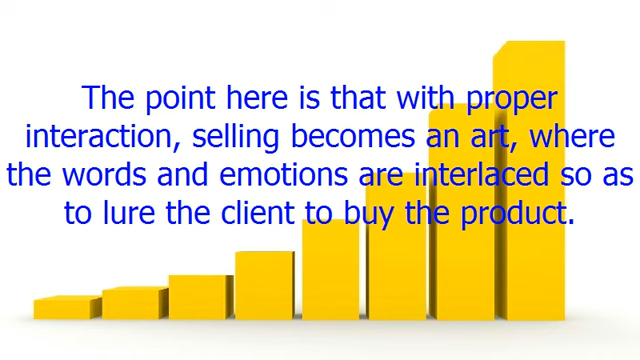 The point here is that with proper
interaction, selling becomes an art, where
the words and emotions are interlaced so as
to lure the client to buy the product.